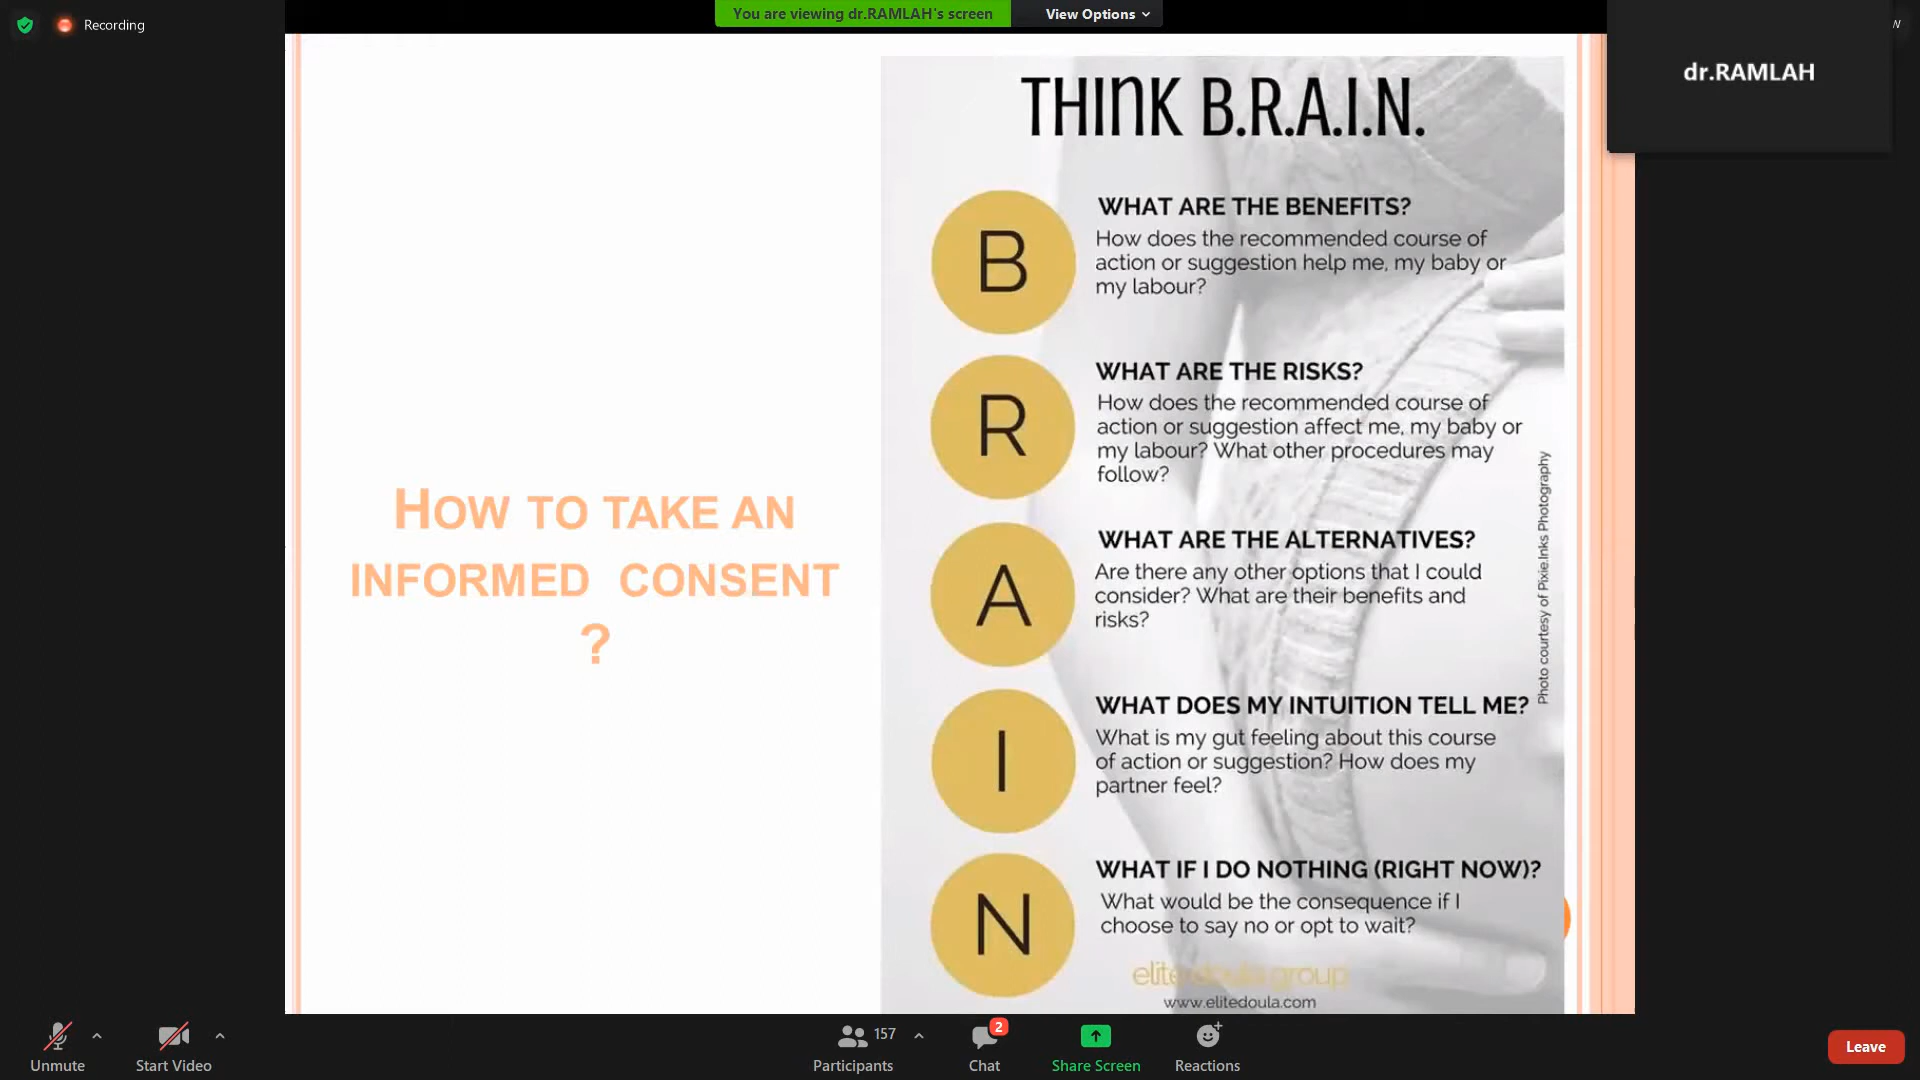 Recording
You are viewing dr.RAMLAH's screen
View Options
w
dr.RAMLAH
HOW TO TAKE AN
INFORMED CONSENT
?
THINK B.R.A.I.N.
B
WHAT ARE THE BENEFITS?
How does the recommended course of
action or suggestion help me, my baby or
my labour?
R
WHAT ARE THE RISKS?
How does the recommended course of
action or suggestion affect me, my baby or
my labour? What other procedures may
follow?
A
WHAT ARE THE ALTERNATIVES?
Are there any other options that I could
consider? What are their benefits and
risks?
I
WHAT DOES MY INTUITION TELL ME?
What is my gut feeling about this course
of action or suggestion? How does my
partner feel?
N
WHAT IF I DO NOTHING (RIGHT NOW)?
What would be the consequence if I
choose to say no or opt to wait?
elite doula group
www.elitedoula.com
Photo courtesy of Pixie.Inks Photography
Unmute
Start Video
157
Participants
2
Chat
Share Screen
Reactions
Leave